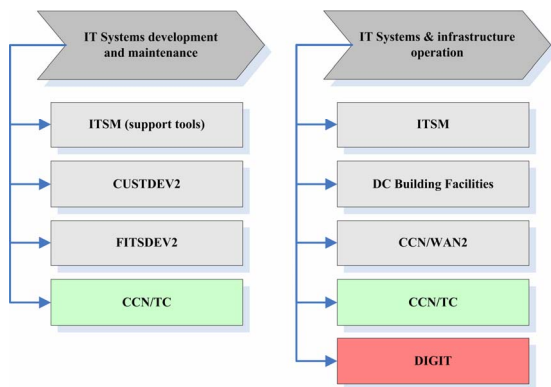 IT Systems development
and maintenance
ITSM (support tools)
CUSTDEV2
FITSDEV2
CCN/TC
IT Systems & infrastructure
operation
ITSM
DC Building Facilities
CCN/WAN2
CCN/TC
DIGIT